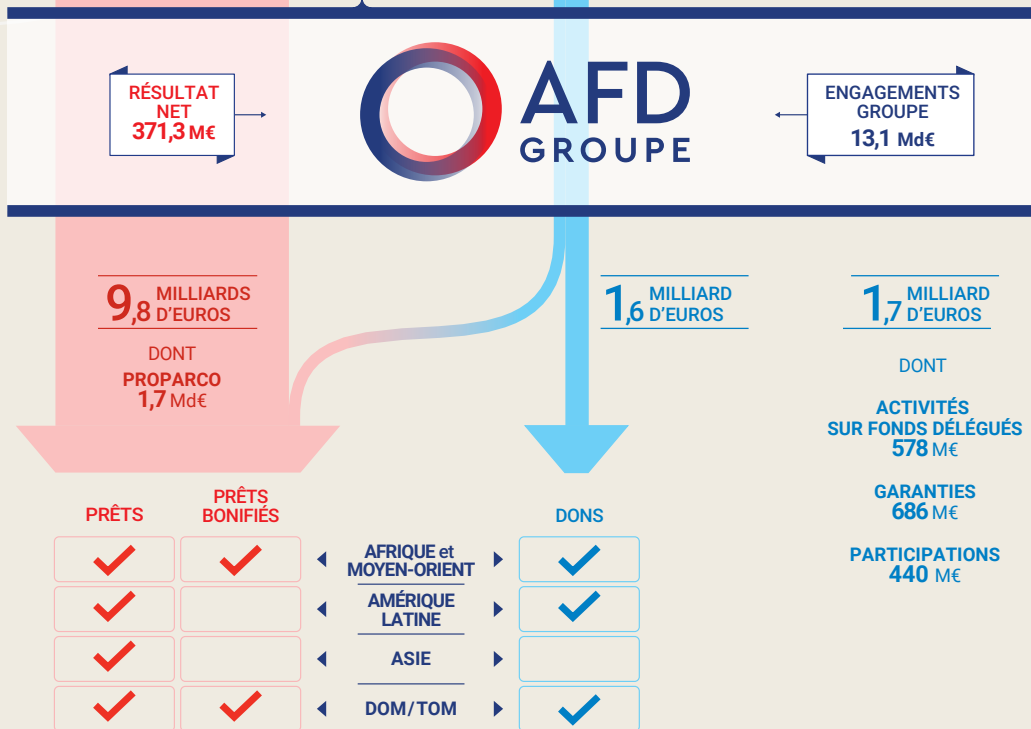 RÉSULTAT
NET
371,3 M€
AFD
GROUPE
ENGAGEMENTS
GROUPE
13,1 Md€
9,8 MILLIARDS
D'EUROS
DONT
PROPARCO
1,7 Md€
1,6 MILLIARD
D'EUROS
1,7 MILLIARD
D'EUROS
DONT
ACTIVITÉS
SUR FONDS DÉLÉGUÉS
578 M€
GARANTIES
686 M€
PARTICIPATIONS
440 M€
PRÊTS
PRÊTS
BONIFIÉS
DONS
AFRIQUE et
MOYEN-ORIENT
AMÉRIQUE
LATINE
ASIE
DOM/TOM